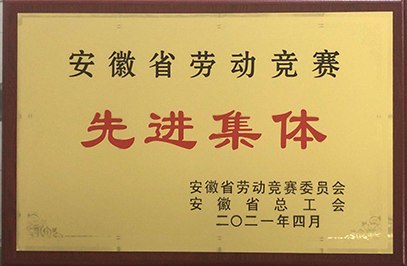 安徽省劳动竞赛
先进集体
安徽省劳动竞赛委员会
安徽省总工会
二〇二一年四月